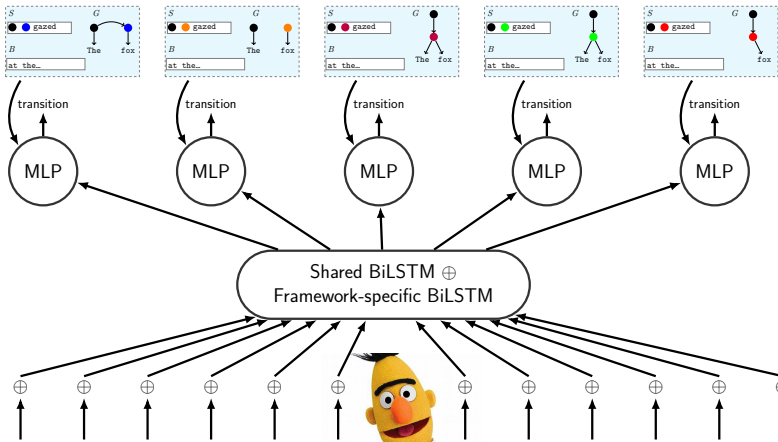 S G
gazed
The fox
B
at the…
S G
gazed
The fox
B
at the…
S G
gazed
The fox
B
at the…
S G
gazed
The fox
B
at the…
S G
gazed
fox
B
at the…
transition transition transition transition transition
MLP MLP MLP MLP MLP
Shared BiLSTM ⊕
Framework-specific BiLSTM
⊕ ⊕ ⊕ ⊕ ⊕ ⊕ ⊕ ⊕ ⊕ ⊕ ⊕ ⊕